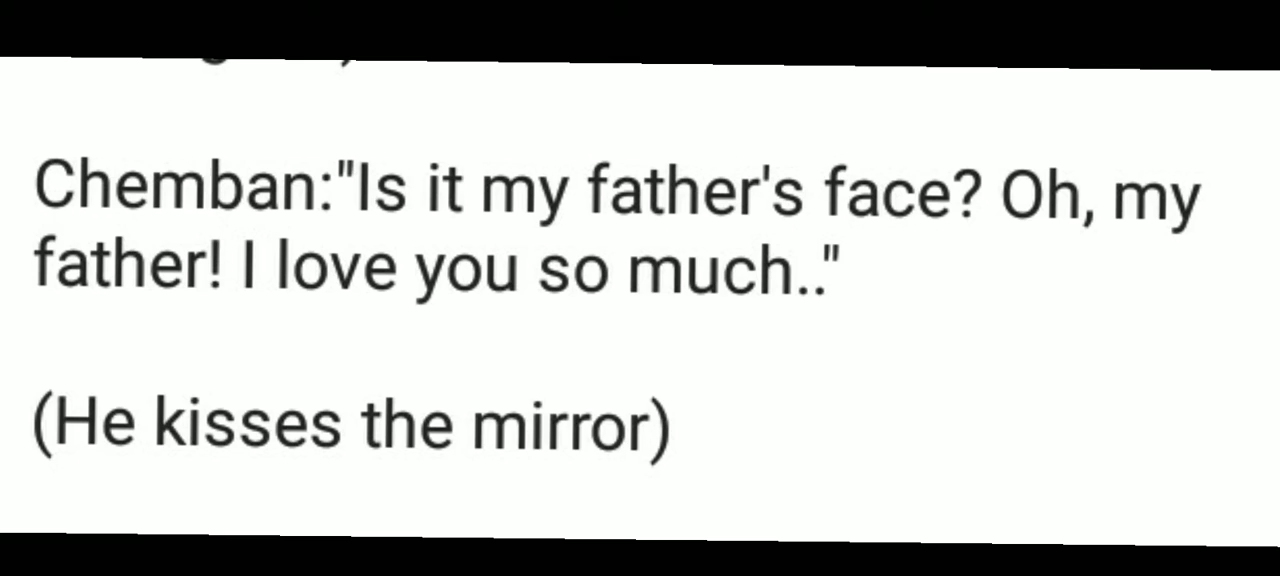 Chemban:"Is it my father's face? Oh, my
father! I love you so much.."
(He kisses the mirror)